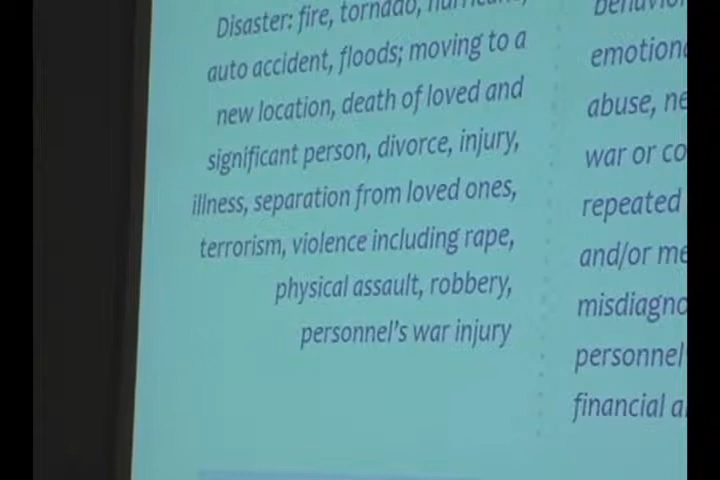 Disaster: fire, tornado, hurricane,
auto accident, floods; moving to a
new location, death of loved and
significant person, divorce, injury,
illness, separation from loved ones,
terrorism, violence including rape,
physical assault, robbery,
personnel's war injury
emotion
abuse, ne
war or co
repeated
and/or me
misdiagno
personnel
financial a